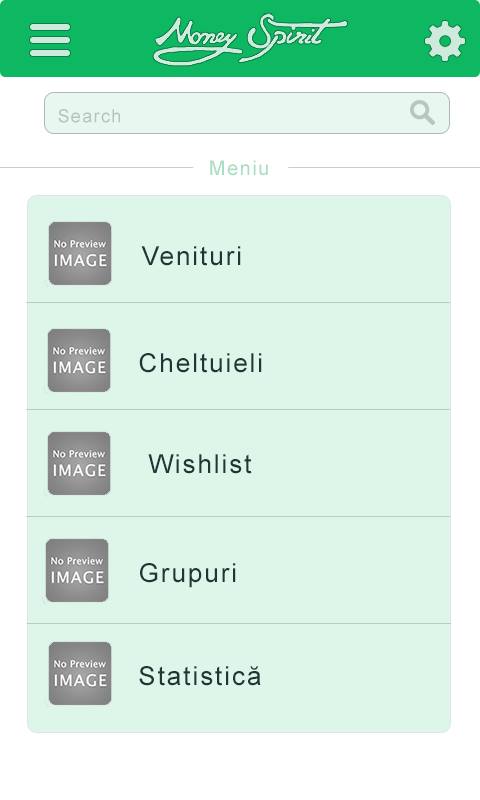 Money Spirit
Search
Meniu
No Preview
IMAGE
Venituri
No Preview
IMAGE
Cheltuieli
No Preview
IMAGE
Wishlist
No Preview
IMAGE
Grupuri
No Preview
IMAGE
Statistică